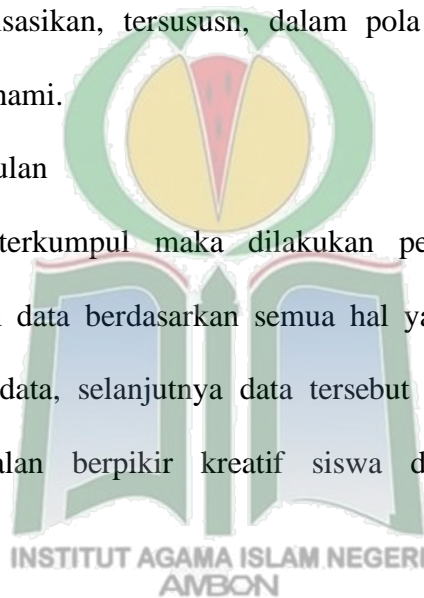 sasikan, tersususn, dalam pola
nami.
ulan
terkumpul maka dilakukan pe
data berdasarkan semua hal ya
data, selanjutnya data tersebut
alan berpikir kreatif siswa d
INSTITUT AGAMA ISLAM NEGERI
AMBON